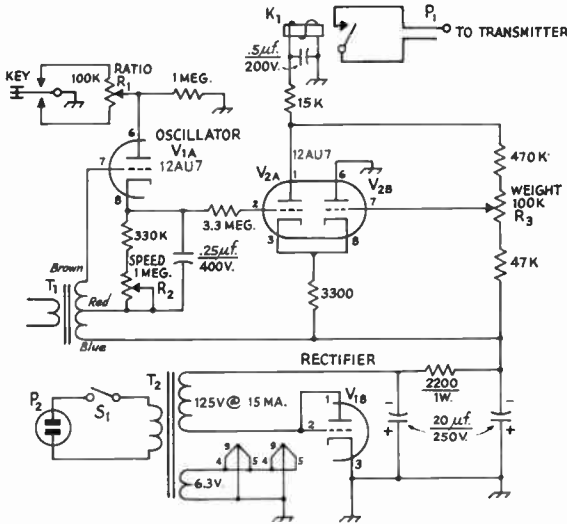 K1
P1
TO TRANSMITTER
.5µf.
200V.
KEY
100K
RATIO
R1
1 MEG.
15K
6
OSCILLATOR
V1A
12AU7
7
8
12AU7
V2A
1
6
V2B
2
7
3
8
470K
WEIGHT
100K
R3
3.3 MEG.
330K
SPEED
1 MEG.
R2
.25µf.
400V.
47K
3300
Brown
T1
Red
Blue
RECTIFIER
P2
S1
T2
125V @ 15 MA.
1
V1B
2
3
2200
1W.
-
-
20µf.
250V.
+
+
9
9
4
5
4
5
6.3V.